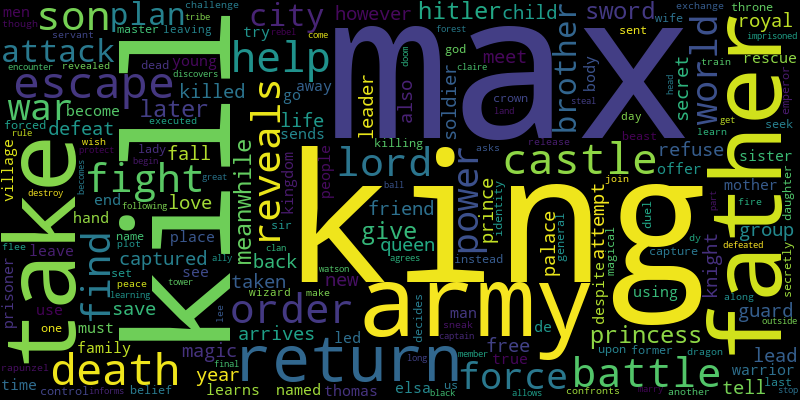 men
though
son
plan
challenge
tribe
servant
master
leaving
come
rebel
attack
encounter
revealed
city
however
try
hitler
child
sword
wife
sent
throne
royal
imprisoned
train
rescue
emperor
kill
max
help
leader
also
doom
god
meet
forest
claire
steal
soldier
crown
land
brother
body
day
secret
head
world
beast
learn
get
seek
father
escape
dead
young
discovers
war
become
later
killed
go
away
forced
defeat
executed
life
sends
killing
asks
release
village
rule
wish
protect
lady
begin
fall
becomes
great
fight
reveals
meanwhile
kingdom
people
lord
power
castle
refuse
sister
offer
mother
part
fire
daughter
join
destroy
following
love
hand
end
name
plot
place
sir
clan
ball
friend
give
queen
prince
identity
king
palace
general
attempt
despite
magical
duel
dy
capture
group
knight
defeated
secretly
take
find
flee
leave
prisoner
captured
ally
see
set
peace
learning
tower
back
taken
wizard
watson
make
agrees
new
instead
using
guard
along
outside
use
one
must
save
magic
lee
order
arrives
led
army
decides
sneak
captain
man
free
de
true
princess
upon
former
dragon
warrior
lead
death
family
year
final
return
long
member
force
battle
tell
last
rapunzel
time
control
informs
belief
learns
named
thomas
elsa
us
black
allows
confronts
marry
another
stop